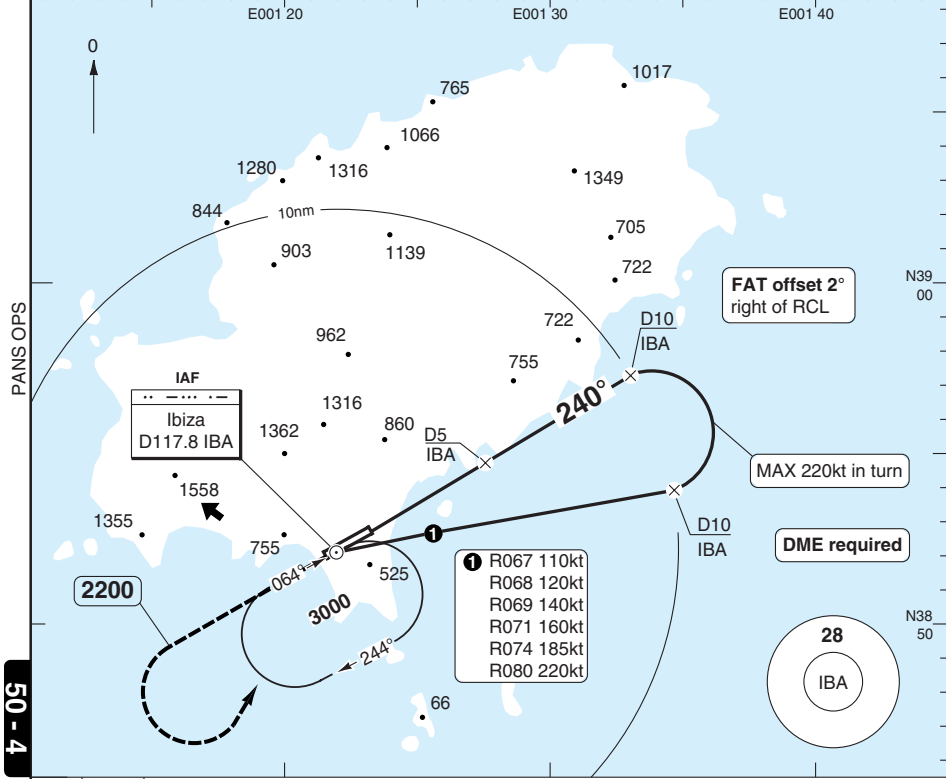 E001 20
E001 30
E001 40
0
1017
765
1066
1280
1316
1349
844
10nm
705
903
1139
722
N39
00
FAT offset 2°
right of RCL
PANS OPS
722
D10
IBA
962
755
IAF
240°
Ibiza
D117.8 IBA
1316
1362
860
D5
IBA
MAX 220kt in turn
1558
1355
755
D10
IBA
DME required
1
064°
525
1 R067 110kt
R068 120kt
R069 140kt
R071 160kt
R074 185kt
R080 220kt
2200
3000
N38
50
28
IBA
244°
66
50 - 4